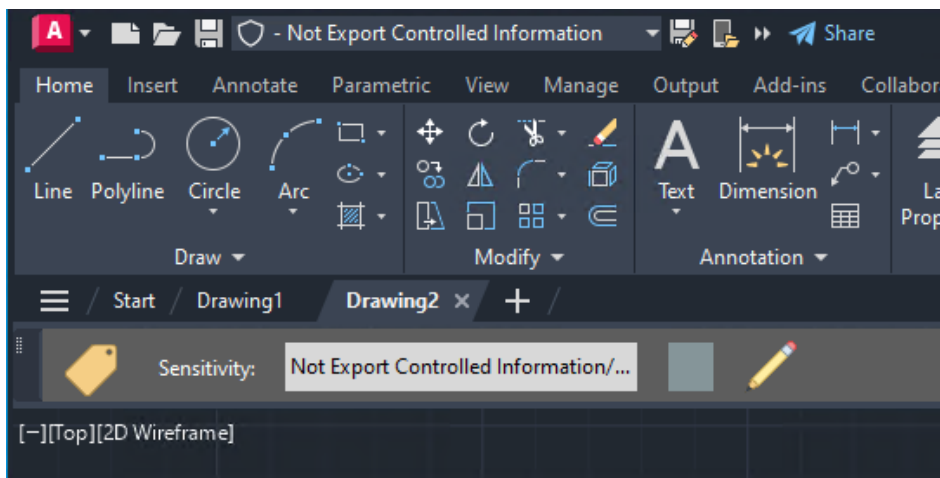 A - Not Export Controlled Information Share
Home Insert Annotate Parametric View Manage Output Add-ins Collabor
Line Polyline Circle Arc A Text Dimension La
Prop
Draw Modify Annotation
Start Drawing1 Drawing2
Sensitivity: Not Export Controlled Information/...
[−][Top][2D Wireframe]